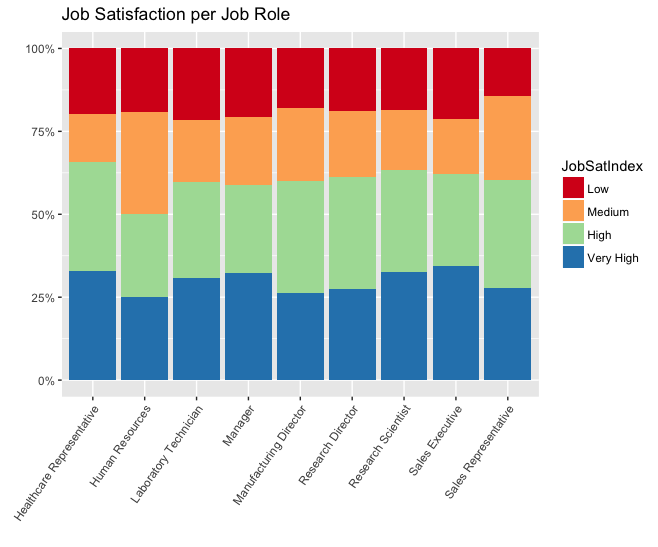 Job Satisfaction per Job Role
100%
75%
50%
25%
0%
Healthcare Representative
Human Resources
Laboratory Technician
Manager
Manufacturing Director
Research Director
Research Scientist
Sales Executive
Sales Representative
JobSatIndex
Low
Medium
High
Very High